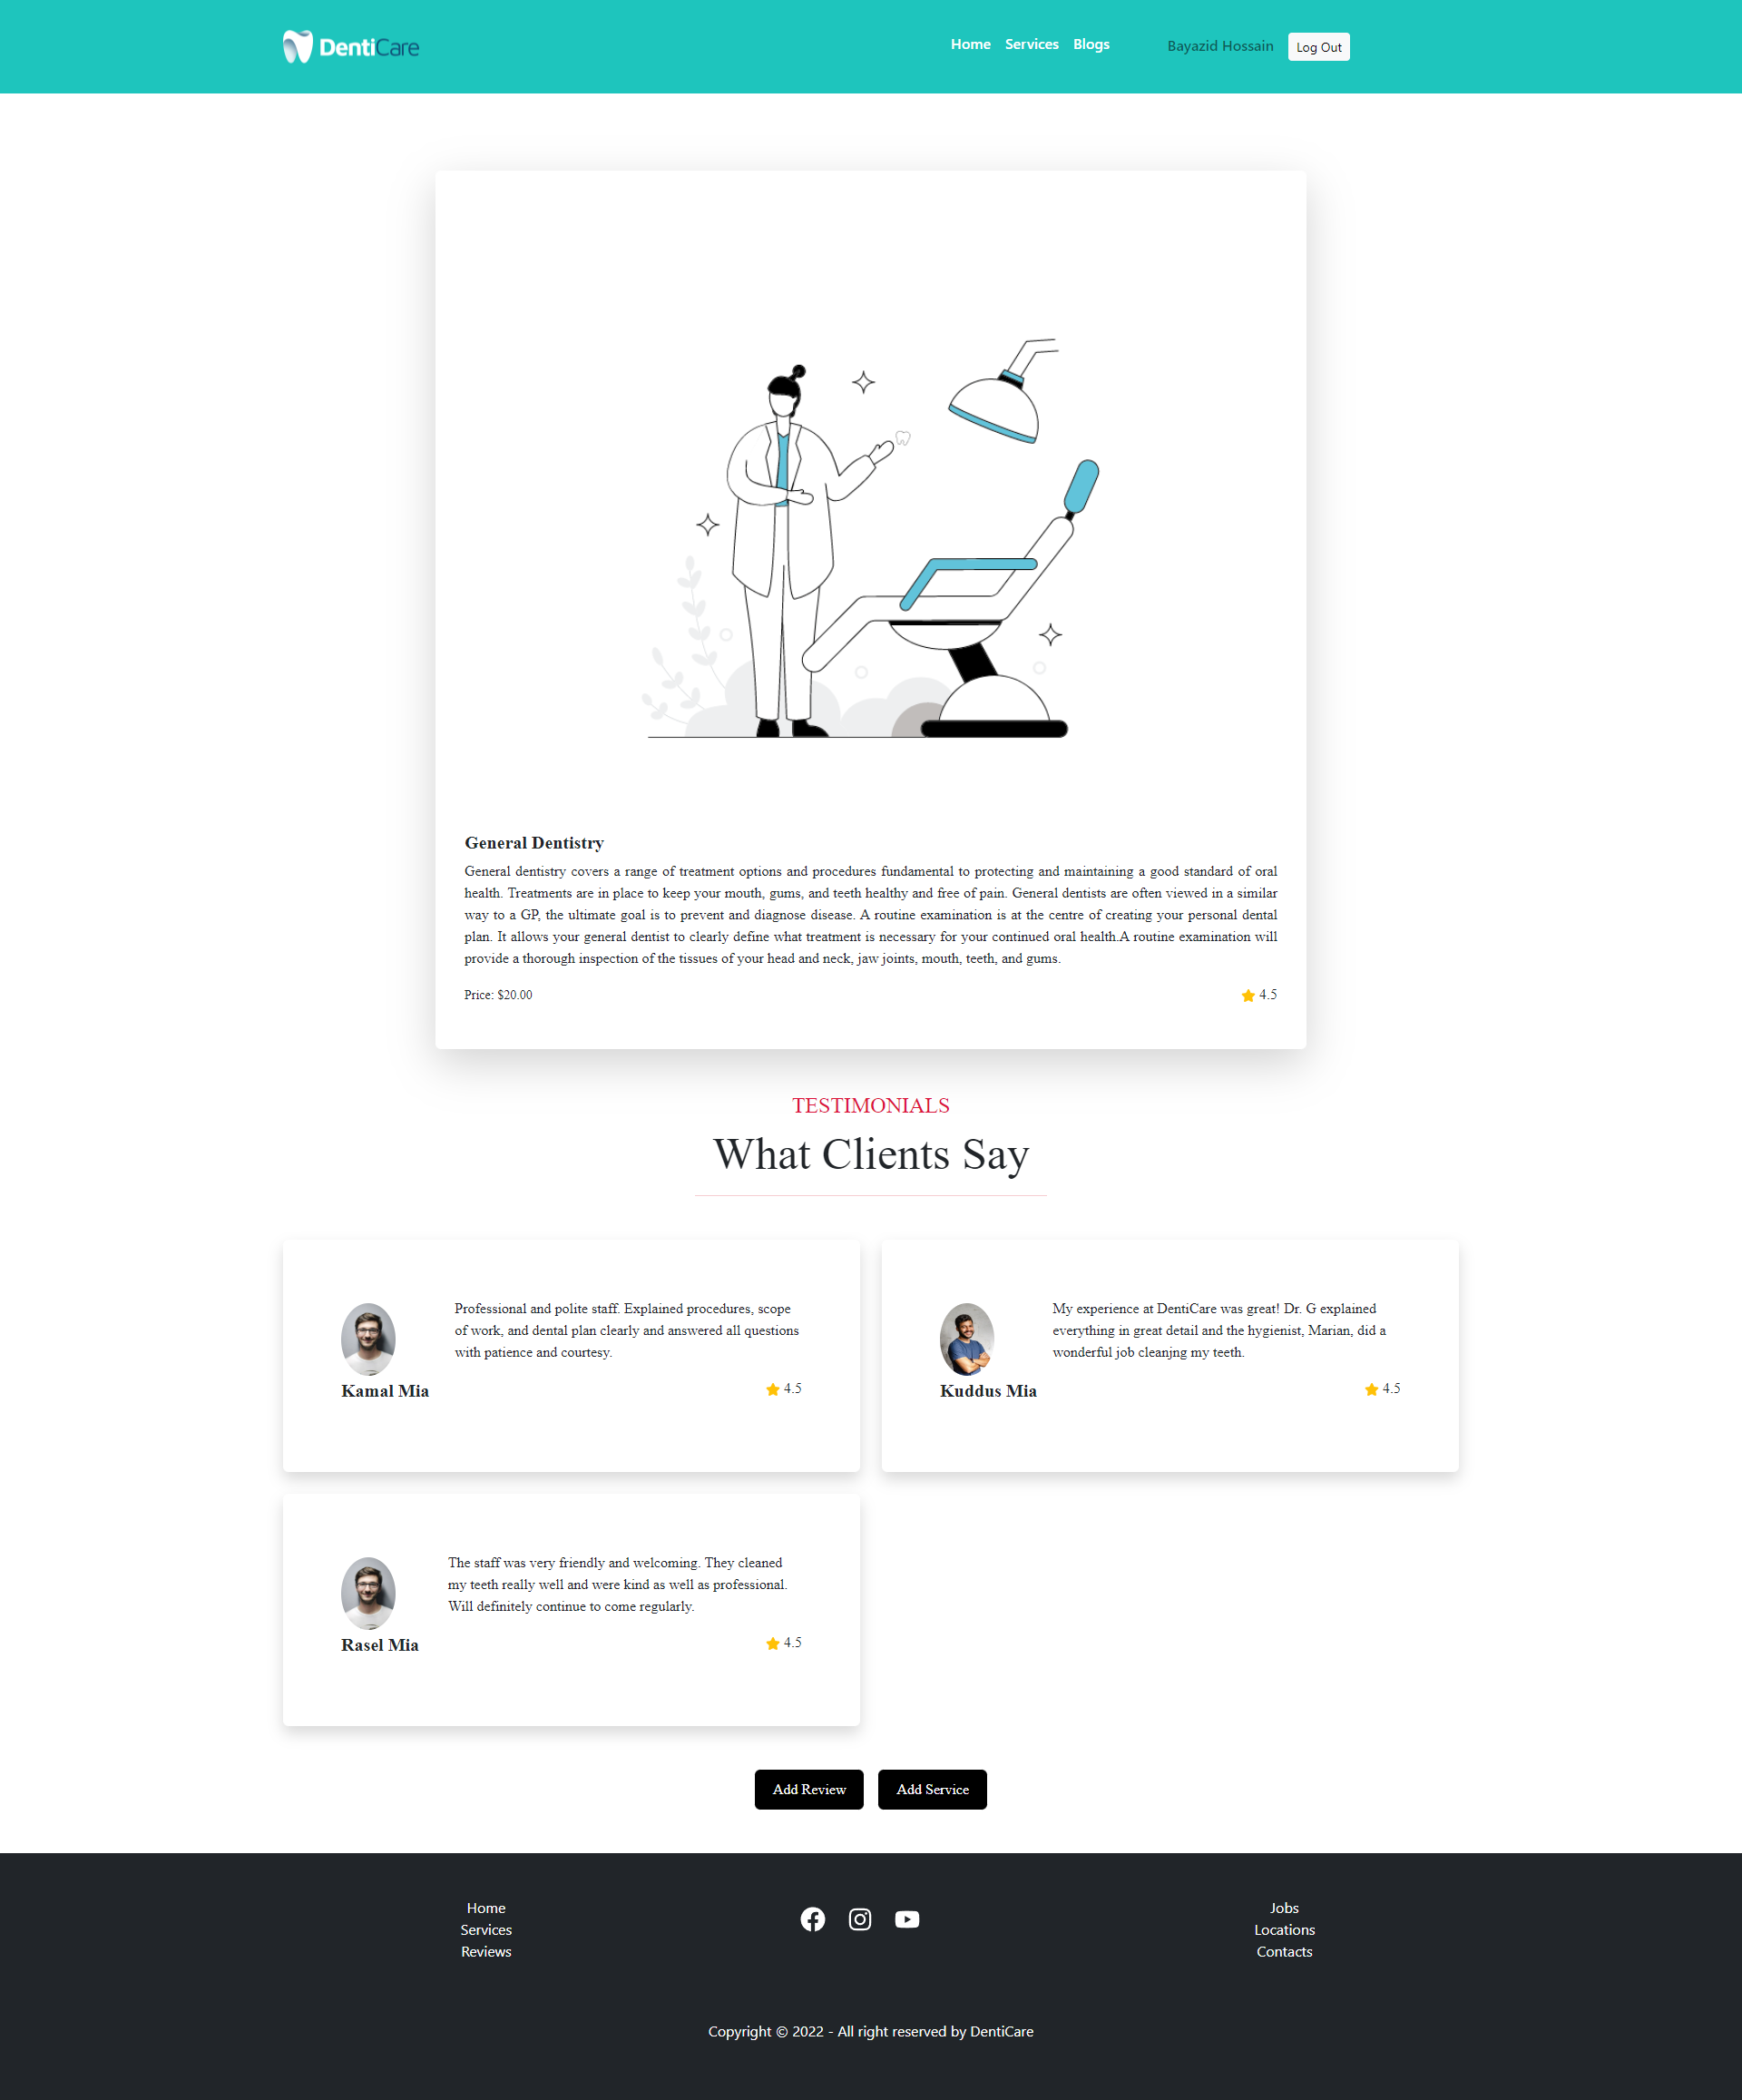 DentiCare
Home Services Blogs Bayazid Hossain Log Out
General Dentistry
General dentistry covers a range of treatment options and procedures fundamental to protecting and maintaining a good standard of oral
health. Treatments are in place to keep your mouth, gums, and teeth healthy and free of pain. General dentists are often viewed in a similar
way to a GP, the ultimate goal is to prevent and diagnose disease. A routine examination is at the centre of creating your personal dental
plan. It allows your general dentist to clearly define what treatment is necessary for your continued oral health.A routine examination will
provide a thorough inspection of the tissues of your head and neck, jaw joints, mouth, teeth, and gums.
Price: $20.00 4.5
TESTIMONIALS
What Clients Say
Professional and polite staff. Explained procedures, scope
of work, and dental plan clearly and answered all questions
with patience and courtesy.
Kamal Mia 4.5
My experience at DentiCare was great! Dr. G explained
everything in great detail and the hygienist, Marian, did a
wonderful job cleanjng my teeth.
Kuddus Mia 4.5
The staff was very friendly and welcoming. They cleaned
my teeth really well and were kind as well as professional.
Will definitely continue to come regularly.
Rasel Mia 4.5
Add Review Add Service
Home
Services
Reviews
Jobs
Locations
Contacts
Copyright © 2022 - All right reserved by DentiCare